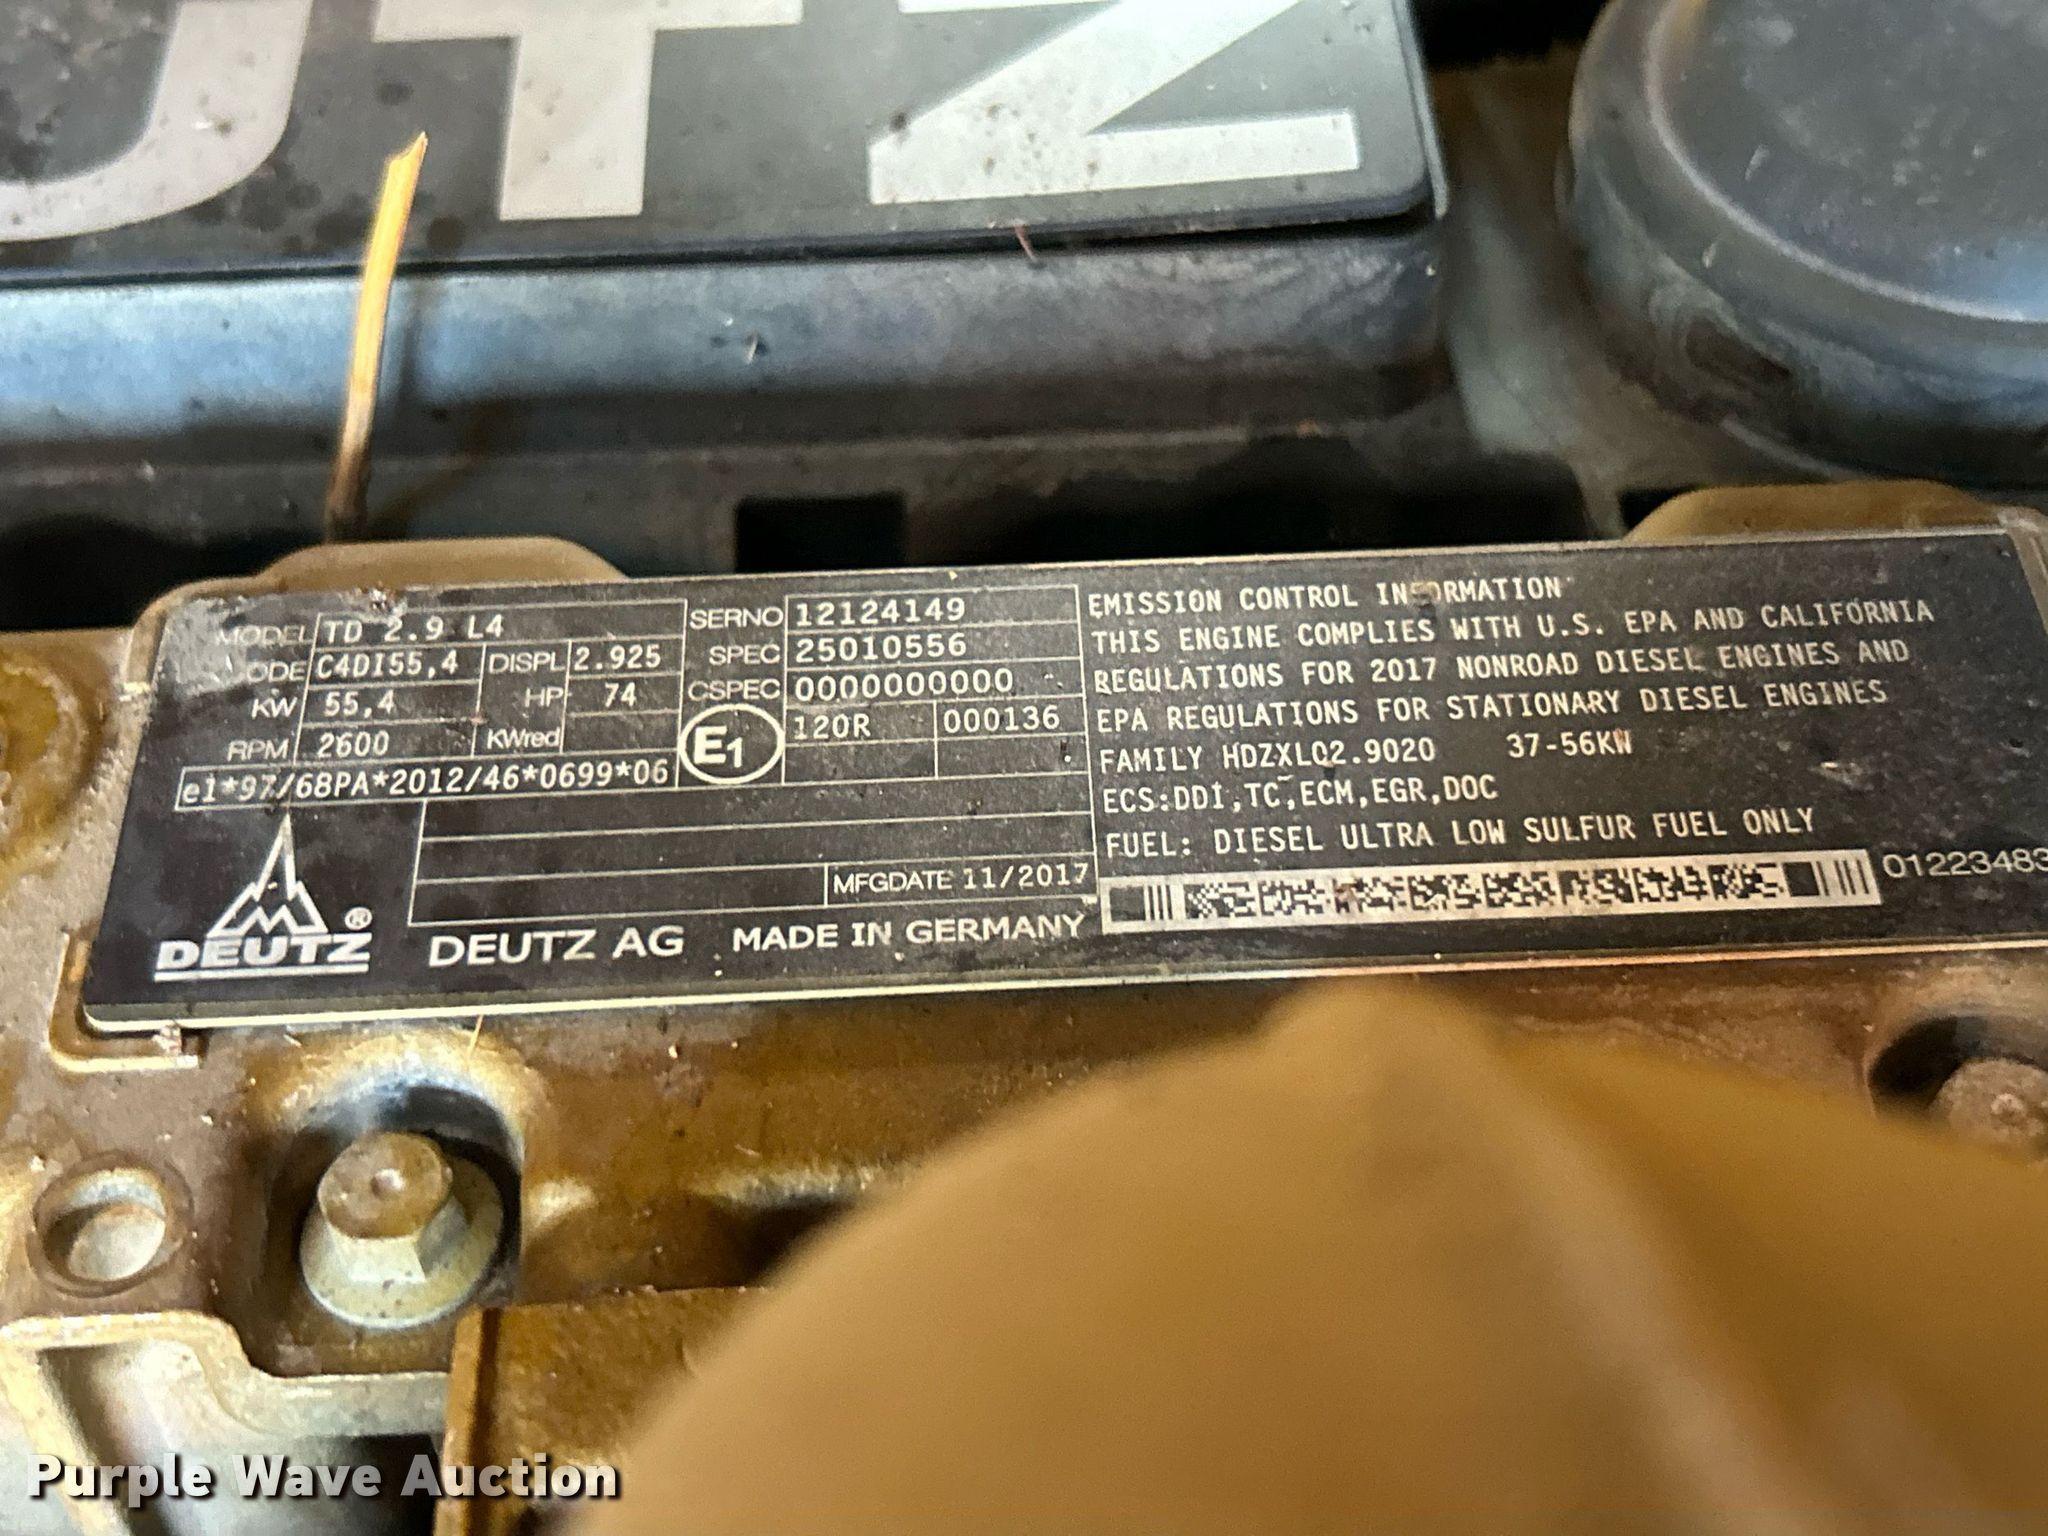 UTZ
MODEL TD 2.9 L4
ODE C4DI55,4 DISPL 2.925
KW 55,4 HP 74
RPM 2600 KWred
e1*97/68PA*2012/46*0699*06
SERNO 12124149
SPEC 25010556
CSPEC 0000000000
E1 120R 000136
MFGDATE 11/2017
DEUTZ ®
DEUTZ AG MADE IN GERMANY
EMISSION CONTROL INFORMATION
THIS ENGINE COMPLIES WITH U.S. EPA AND CALIFORNIA
REGULATIONS FOR 2017 NONROAD DIESEL ENGINES AND
EPA REGULATIONS FOR STATIONARY DIESEL ENGINES
FAMILY HDZXL02.9020 37-56KW
ECS:DDI,TC,ECM,EGR,DOC
FUEL: DIESEL ULTRA LOW SULFUR FUEL ONLY
01223483
Purple Wave Auction